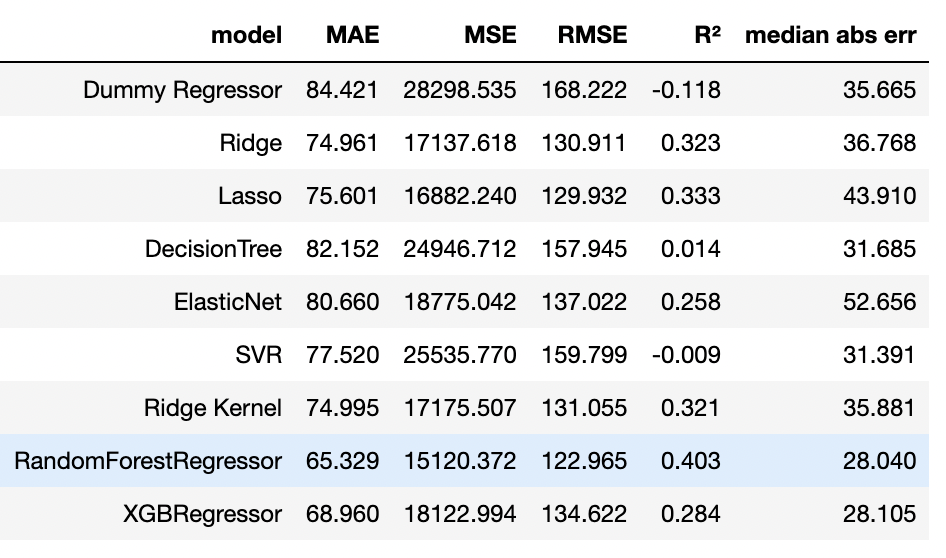 model MAE MSE RMSE R² median abs err
Dummy Regressor 84.421 28298.535 168.222 -0.118 35.665
Ridge 74.961 17137.618 130.911 0.323 36.768
Lasso 75.601 16882.240 129.932 0.333 43.910
DecisionTree 82.152 24946.712 157.945 0.014 31.685
ElasticNet 80.660 18775.042 137.022 0.258 52.656
SVR 77.520 25535.770 159.799 -0.009 31.391
Ridge Kernel 74.995 17175.507 131.055 0.321 35.881
RandomForestRegressor 65.329 15120.372 122.965 0.403 28.040
XGBRegressor 68.960 18122.994 134.622 0.284 28.105